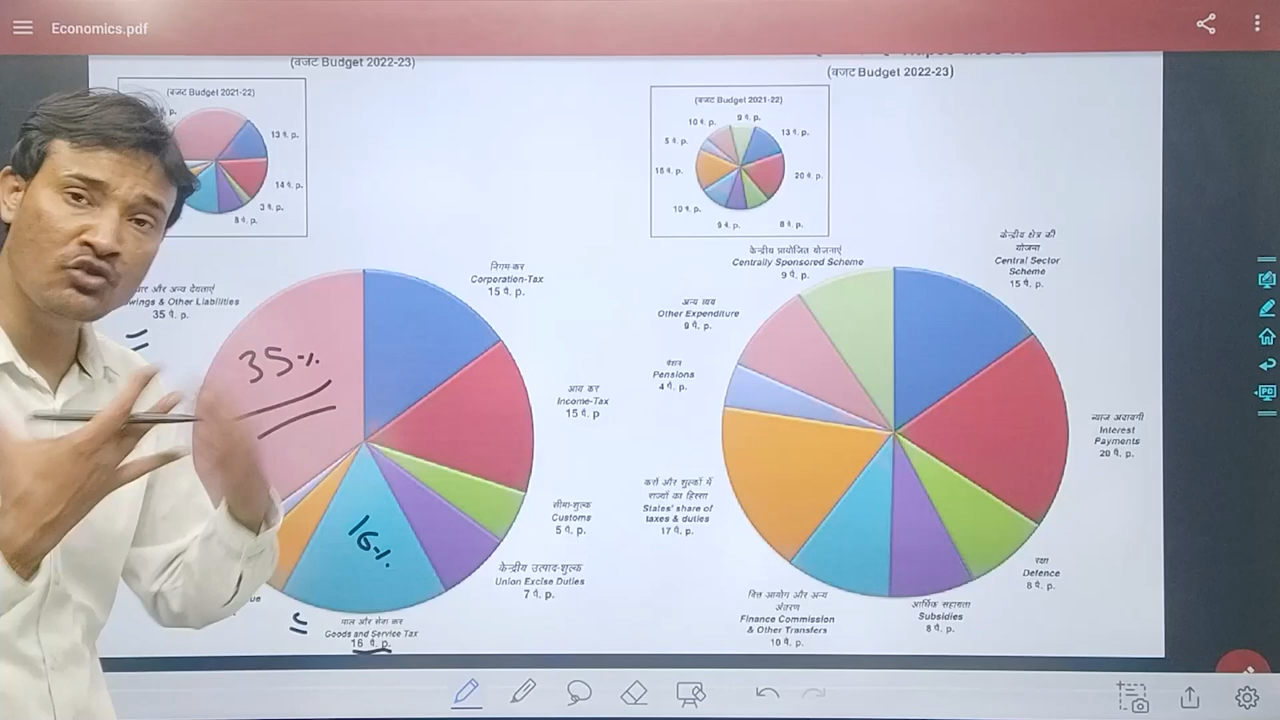 Economics.pdf
(बजट Budget 2022-23)
(बजट Budget 2021-22)
13 पै. p.
14 पै. p.
3 पै. p.
8 पै. p.
निगम-कर
Corporation-Tax
15 पै. p.
आय कर
Income-Tax
15 पै. p
सीमा-शुल्क
Customs
5 पै. p.
केन्द्रीय उत्पाद-शुल्क
Union Excise Duties
7 पै. p.
माल और सेवा कर
Goods and Service Tax
16 पै. p.
और अन्य देयताएं
& Other Liabilities
35 पै. p.
35%
16%
(बजट Budget 2022-23)
(बजट Budget 2021-22)
9 पै. p.
10 पै. p.
13 पै. p.
5 पै. p.
20 पै. p.
10 पै. p.
9 पै. p.
8 पै. p.
केन्द्रीय प्रायोजित योजनाएं
Centrally Sponsored Scheme
9 पै. p.
केन्द्रीय क्षेत्र की
योजना
Central Sector
Scheme
15 पै. p.
अन्य व्यय
Other Expenditure
9 पै. p.
पेंशन
Pensions
4 पै. p.
ब्याज अदायगी
Interest
Payments
20 पै. p.
करों और शुल्कों में
राज्यों का हिस्सा
States' share of
taxes & duties
17 पै. p.
रक्षा
Defence
8 पै. p.
वित्त आयोग और अन्य
अंतरण
Finance Commission
& Other Transfers
10 पै. p.
आर्थिक सहायता
Subsidies
8 पै. p.